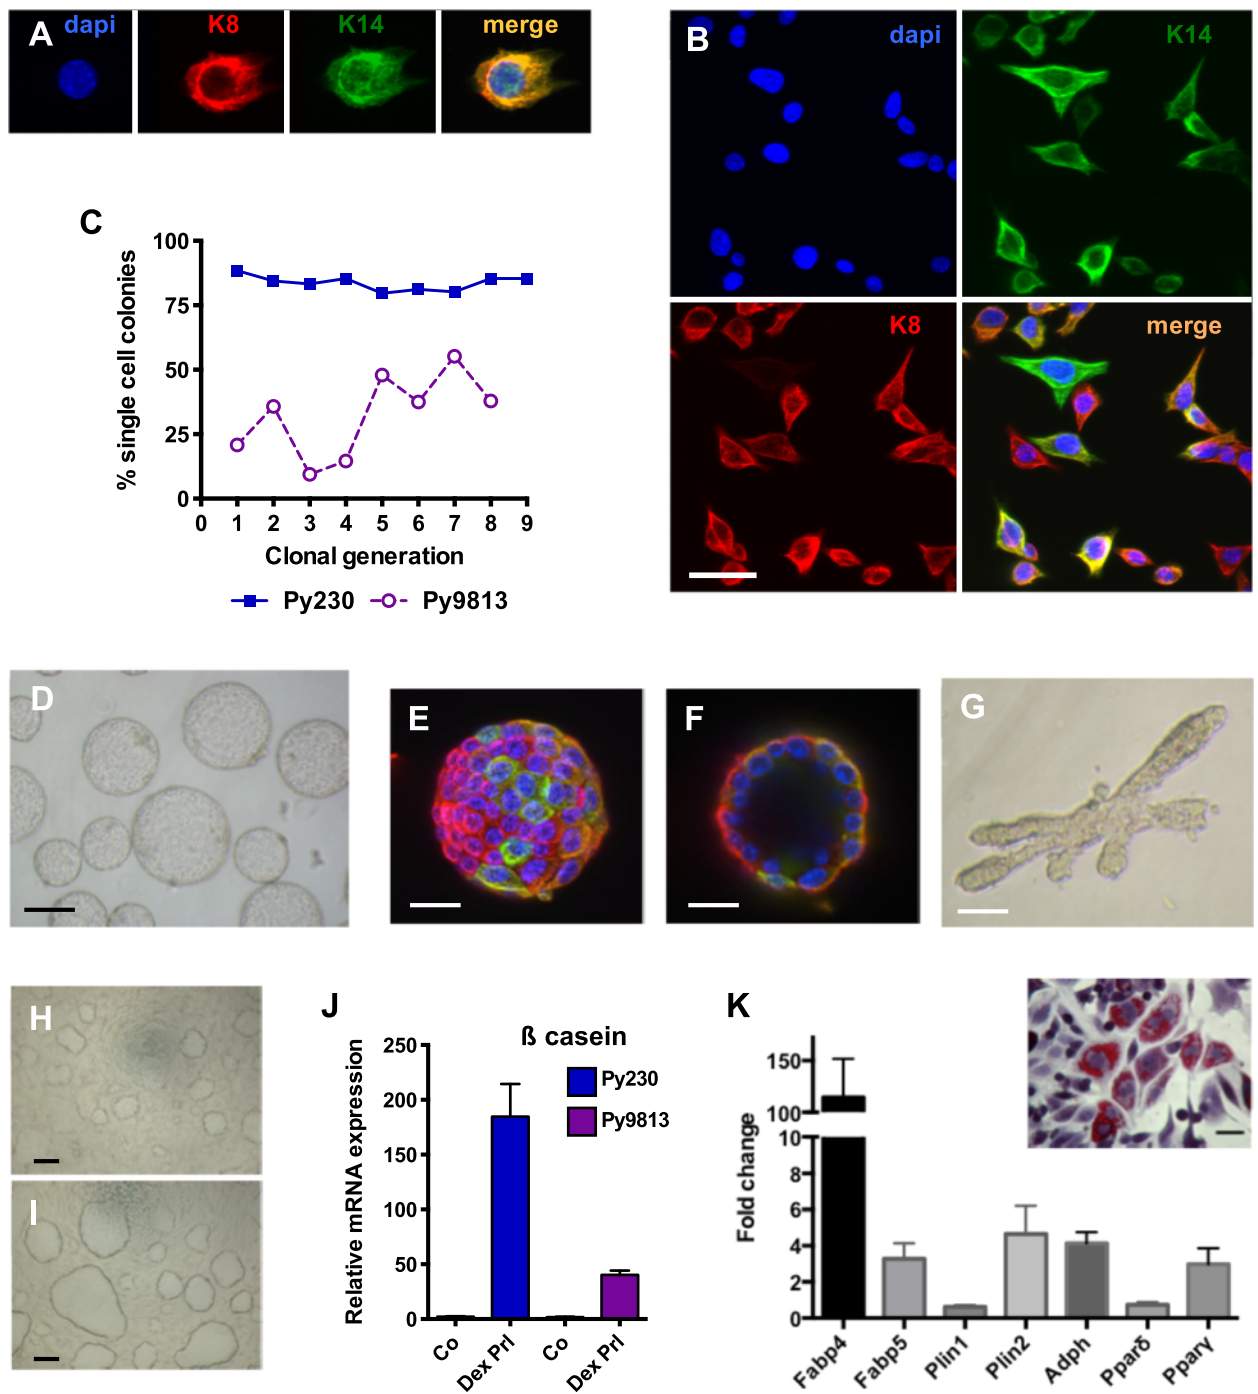 A dapi K8 K14 merge
B dapi K14
K8 merge
C
% single cell colonies
100
75
50
25
0
0 1 2 3 4 5 6 7 8 9
Clonal generation
Py230 Py9813
D
E
F
G
H
I
J
ß casein
Py230
Py9813
Relative mRNA expression
250
200
150
100
50
0
Co Dex Prl Co Dex Prl
K
Fold change
150
100
10
8
6
4
2
0
Fabp4 Fabp5 Plin1 Plin2 Adph Pparδ Pparγ